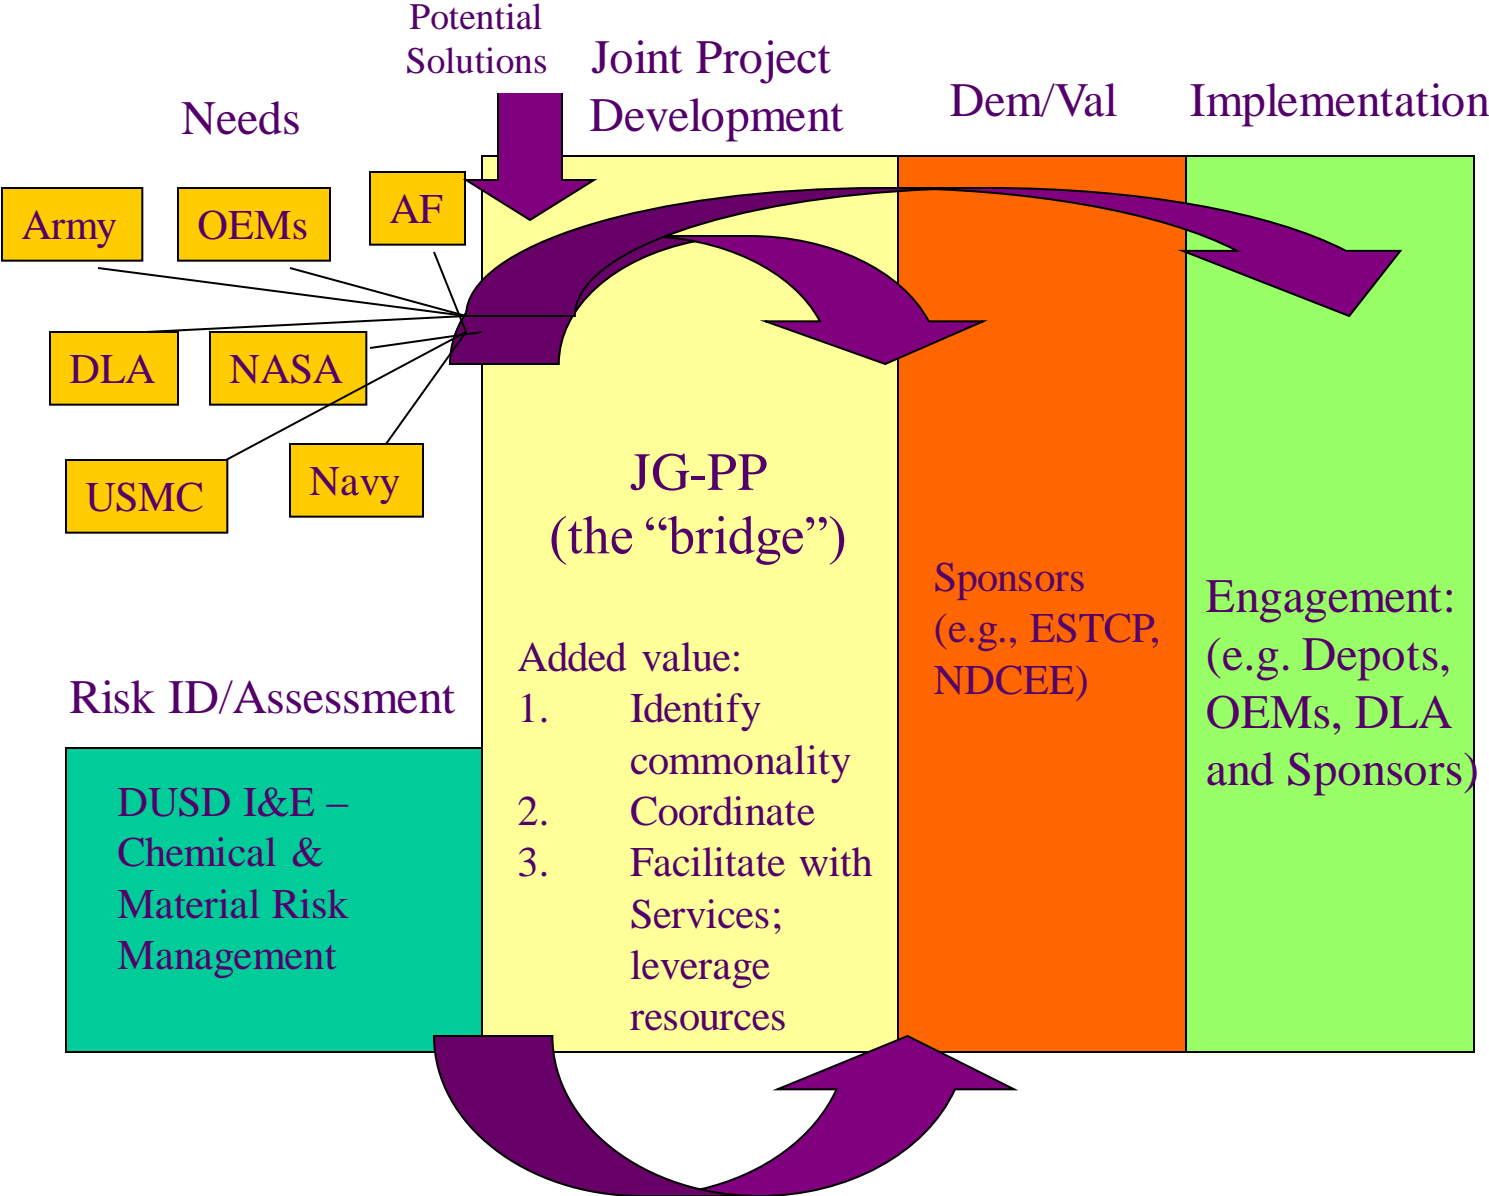 Potential
Solutions
Joint Project
Development
Dem/Val
Implementation
Needs
Army
OEMs
AF
DLA
NASA
USMC
Navy
JG-PP
(the “bridge”)
Added value:
1. Identify
commonality
2. Coordinate
3. Facilitate with
Services;
leverage
resources
Sponsors
(e.g., ESTCP,
NDCEE)
Engagement:
(e.g. Depots,
OEMs, DLA
and Sponsors)
Risk ID/Assessment
DUSD I&E –
Chemical &
Material Risk
Management